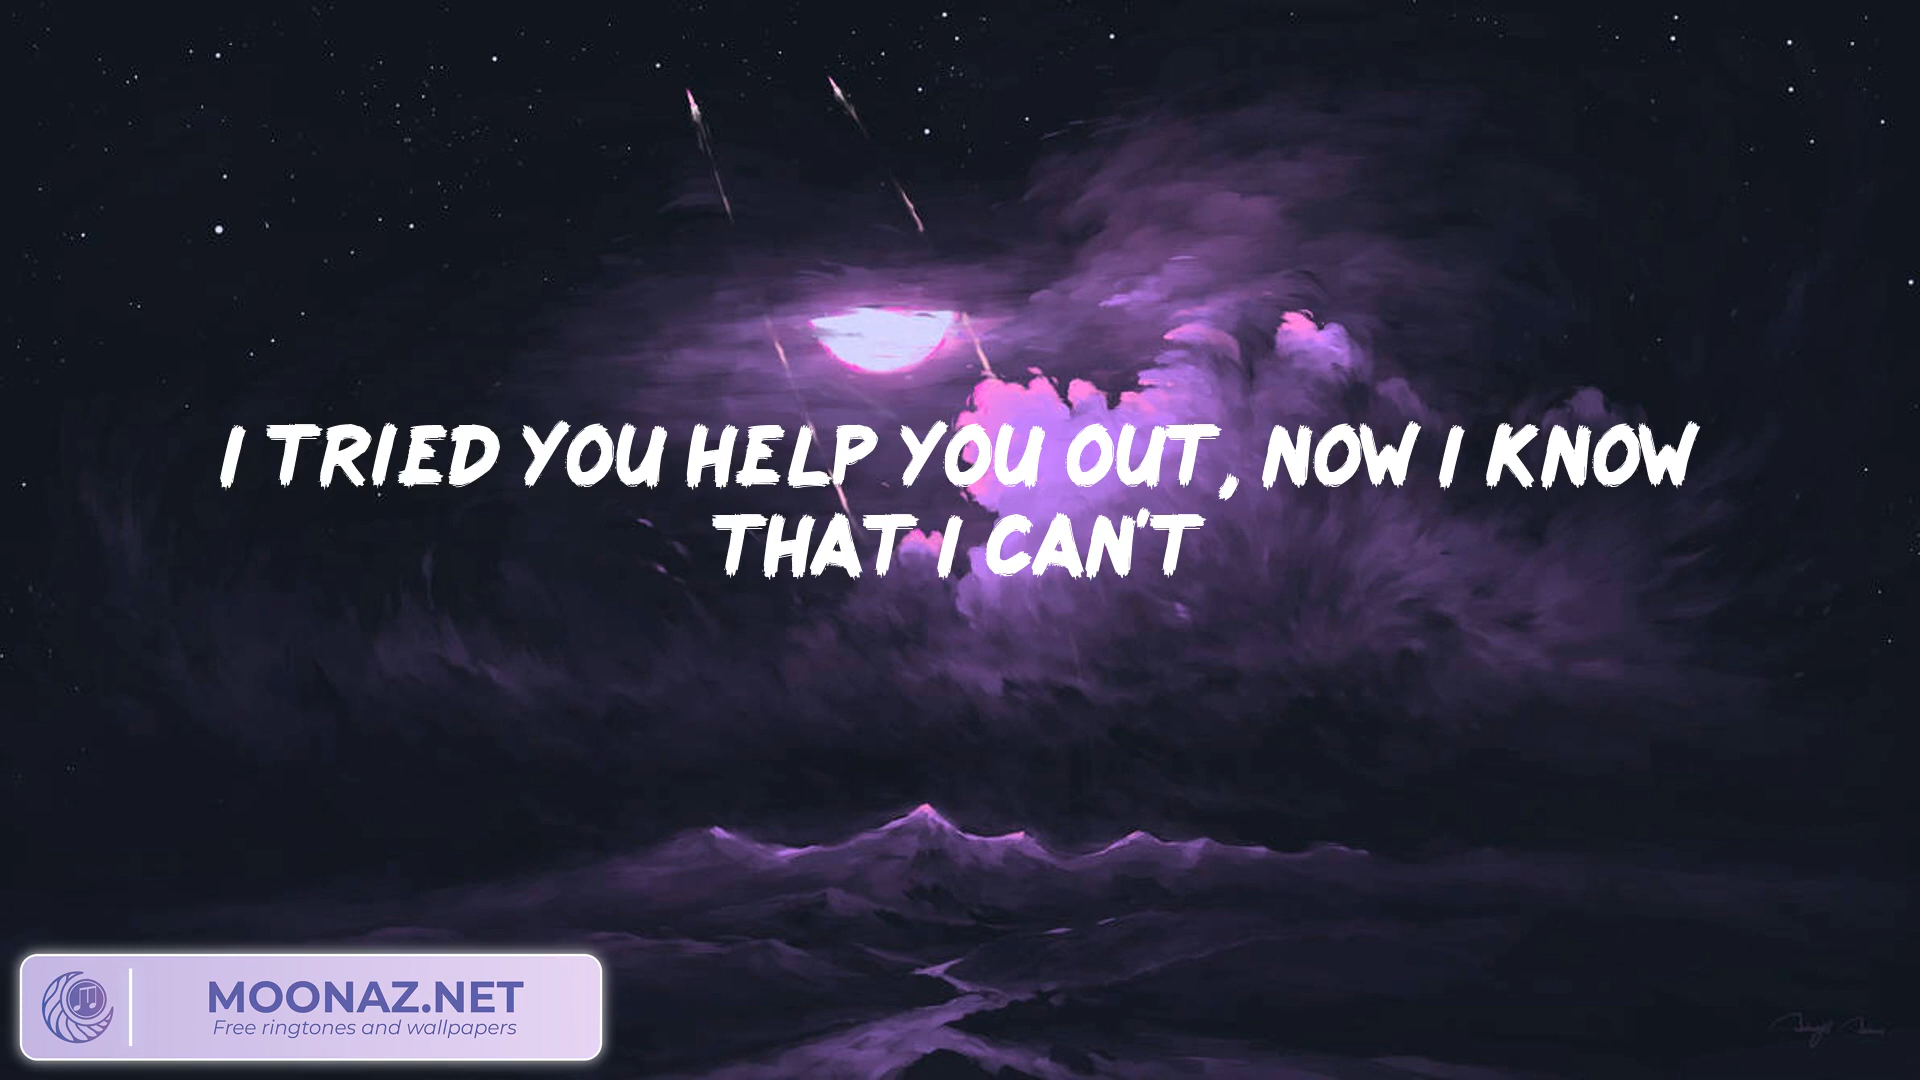 I TRIED YOU HELP YOU OUT, NOW I KNOW
THAT I CAN'T
MOONAZ.NET
Free ringtones and wallpapers